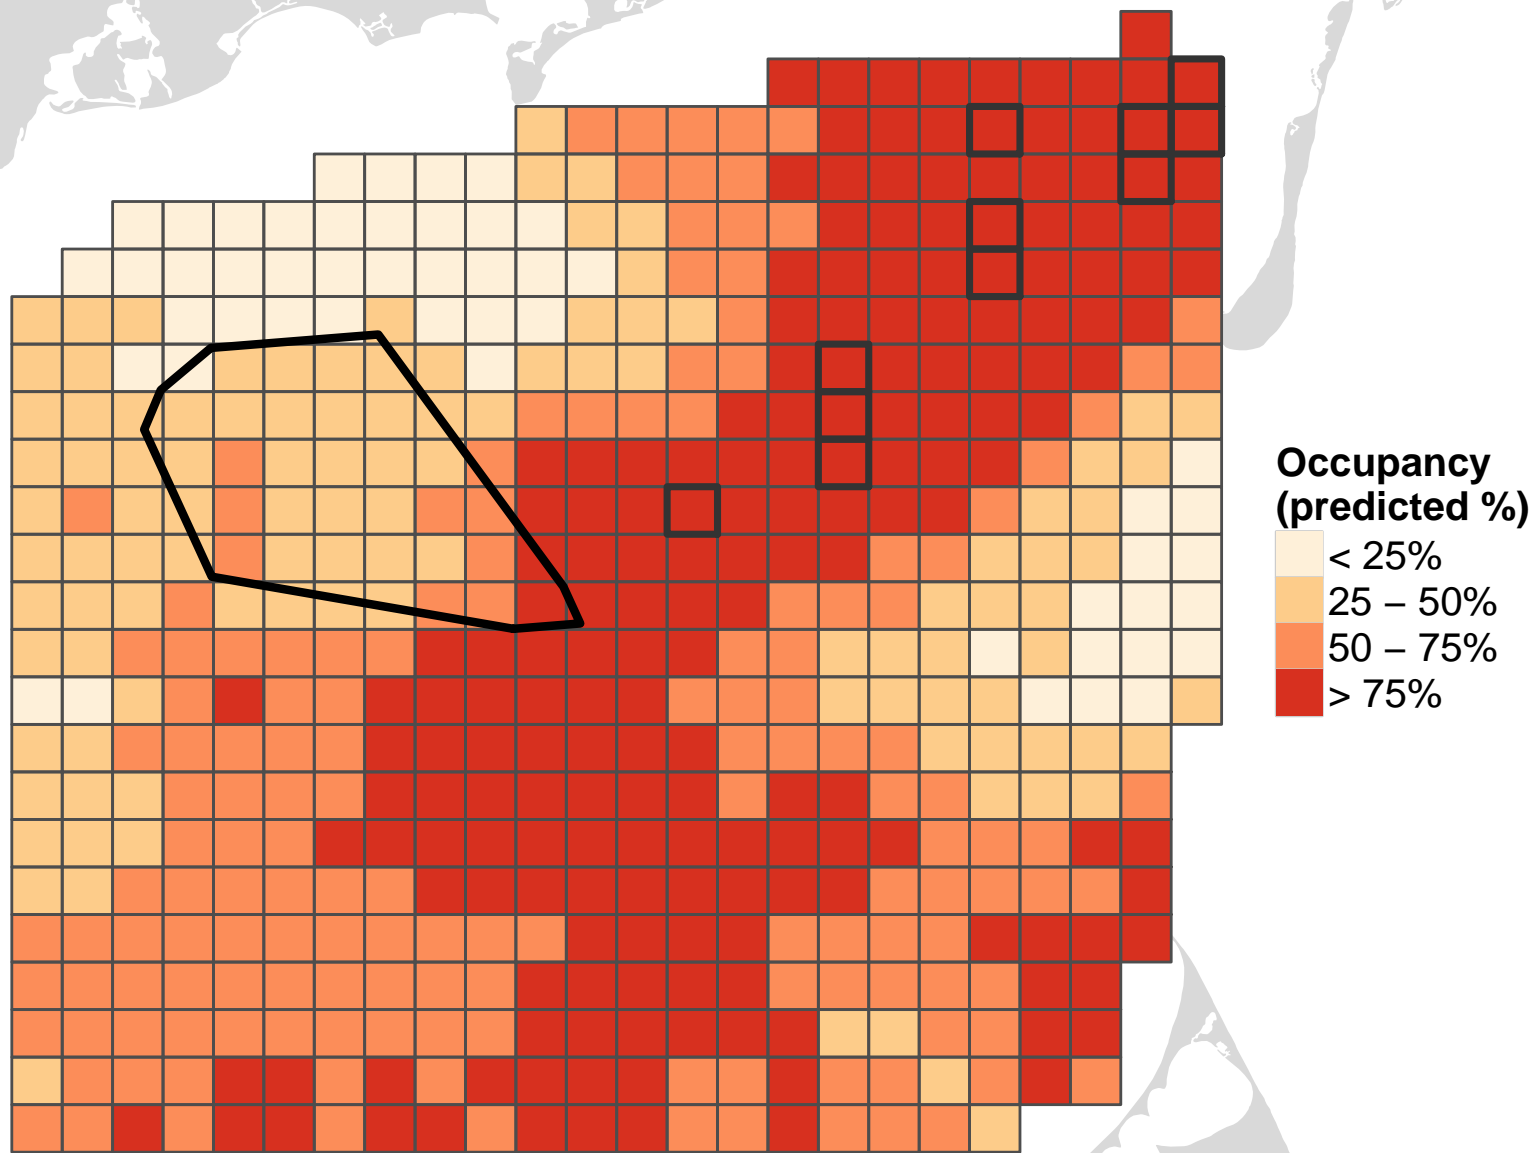 Occupancy
(predicted %)
< 25%
25 – 50%
50 – 75%
> 75%